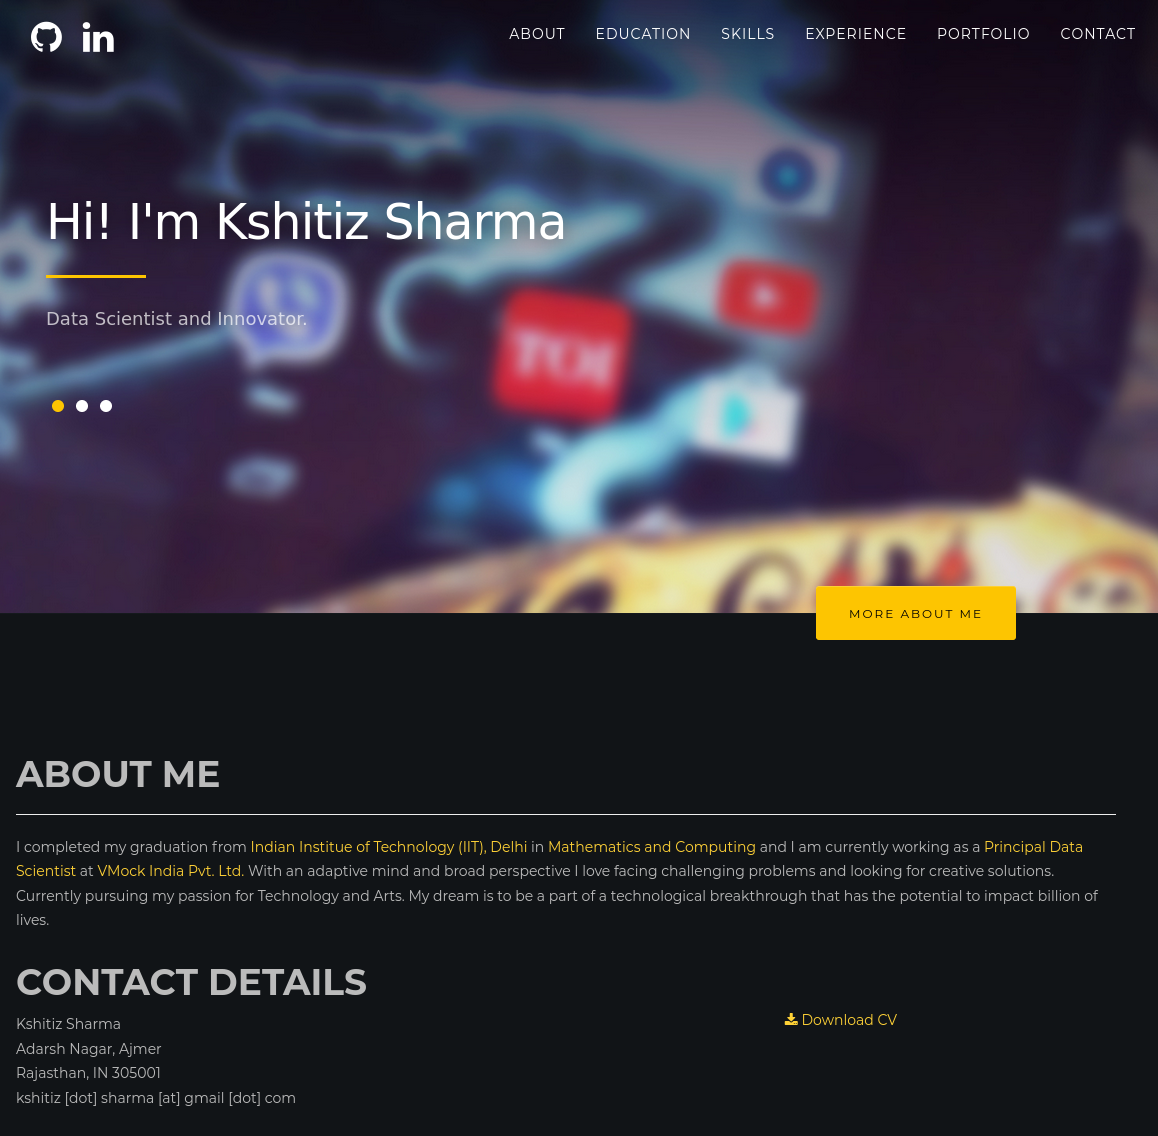 ABOUT EDUCATION SKILLS EXPERIENCE PORTFOLIO CONTACT
Hi! I'm Kshitiz Sharma
Data Scientist and Innovator.
TOI
MORE ABOUT ME
ABOUT ME
I completed my graduation from Indian Institue of Technology (IIT), Delhi in Mathematics and Computing and I am currently working as a Principal Data
Scientist at VMock India Pvt. Ltd. With an adaptive mind and broad perspective I love facing challenging problems and looking for creative solutions.
Currently pursuing my passion for Technology and Arts. My dream is to be a part of a technological breakthrough that has the potential to impact billion of
lives.
CONTACT DETAILS
Kshitiz Sharma
Adarsh Nagar, Ajmer
Rajasthan, IN 305001
kshitiz [dot] sharma [at] gmail [dot] com
Download CV